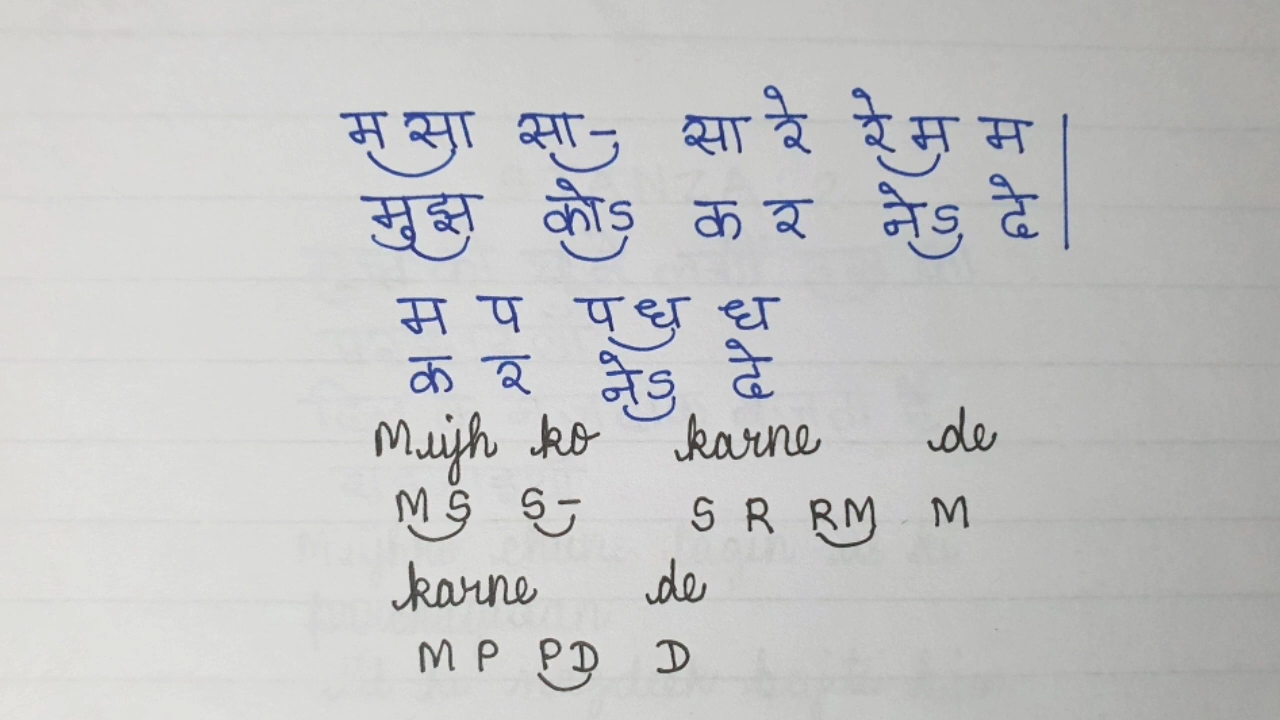 म सा सा- सा रे रे म म |
मुझ कोऽ क र नेऽ दे |
म प प ध ध
क र नेऽ दे
Mujh ko karne de
M S S- S R RM M
karne de
M P PD D